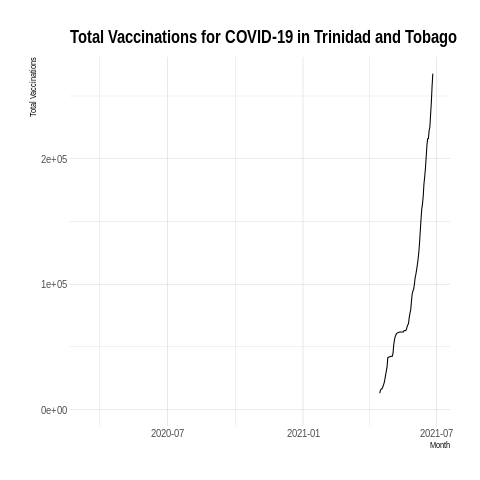 Total Vaccinations for COVID-19 in Trinidad and Tobago
Total Vaccinations
2e+05
1e+05
0e+00
2020-07
2021-01
2021-07
Month